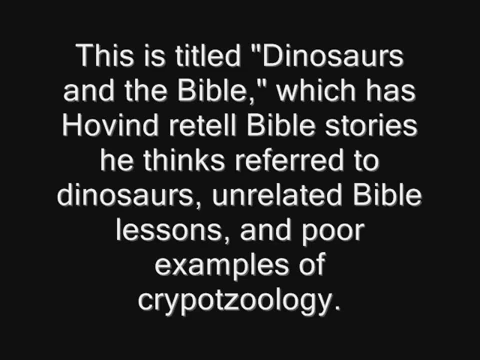 This is titled "Dinosaurs
and the Bible," which has
Hovind retell Bible stories
he thinks referred to
dinosaurs, unrelated Bible
lessons, and poor
examples of
crypotzoology.